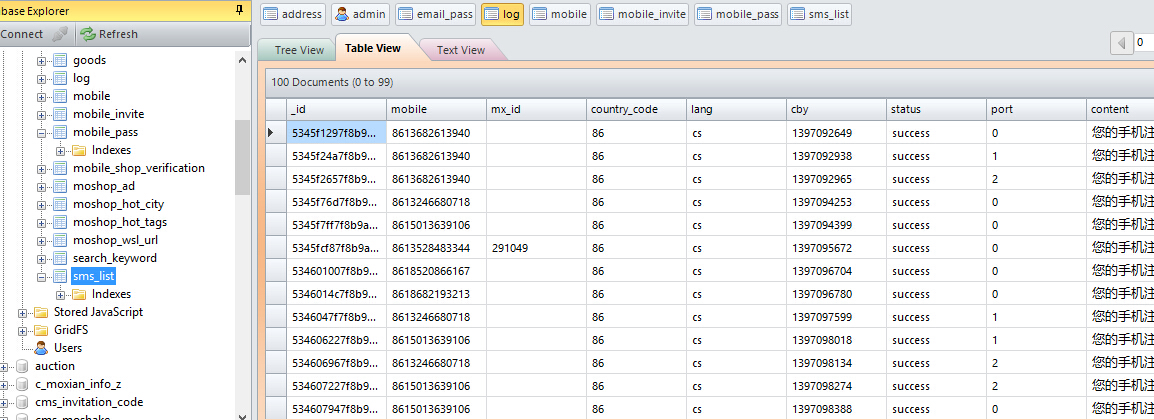 base Explorer
Connect Refresh
goods
log
mobile
mobile_invite
mobile_pass
Indexes
mobile_shop_verification
moshop_ad
moshop_hot_city
moshop_hot_tags
moshop_wsl_url
search_keyword
sms_list
Indexes
Stored JavaScript
GridFS
Users
auction
c_moxian_info_z
cms_invitation_code
address admin email_pass log mobile mobile_invite mobile_pass sms_list
Tree View Table View Text View
0
100 Documents (0 to 99)
_id mobile mx_id country_code lang cby status port content
5345f1297f8b9... 8613682613940 86 cs 1397092649 success 0 您的手机注
5345f24a7f8b9... 8613682613940 86 cs 1397092938 success 1 您的手机注
5345f2657f8b9... 8613682613940 86 cs 1397092965 success 2 您的手机注
5345f76d7f8b9... 8613246680718 86 cs 1397094253 success 0 您的手机注
5345f7ff7f8b9a... 8615013639106 86 cs 1397094399 success 0 您的手机注
5345fcf87f8b9a... 8613528483344 291049 86 cs 1397095672 success 0 您的手机注
534601007f8b9... 8618520866167 86 cs 1397096704 success 0 您的手机注
5346014c7f8b9... 8618682193213 86 cs 1397096780 success 0 您的手机注
5346047f7f8b9... 8613246680718 86 cs 1397097599 success 1 您的手机注
534606227f8b9... 8615013639106 86 cs 1397098018 success 1 您的手机注
534606967f8b9... 8613246680718 86 cs 1397098134 success 2 您的手机注
534607227f8b9... 8615013639106 86 cs 1397098274 success 2 您的手机注
534607947f8b9... 8615013639106 86 cs 1397098388 success 0 您的手机注